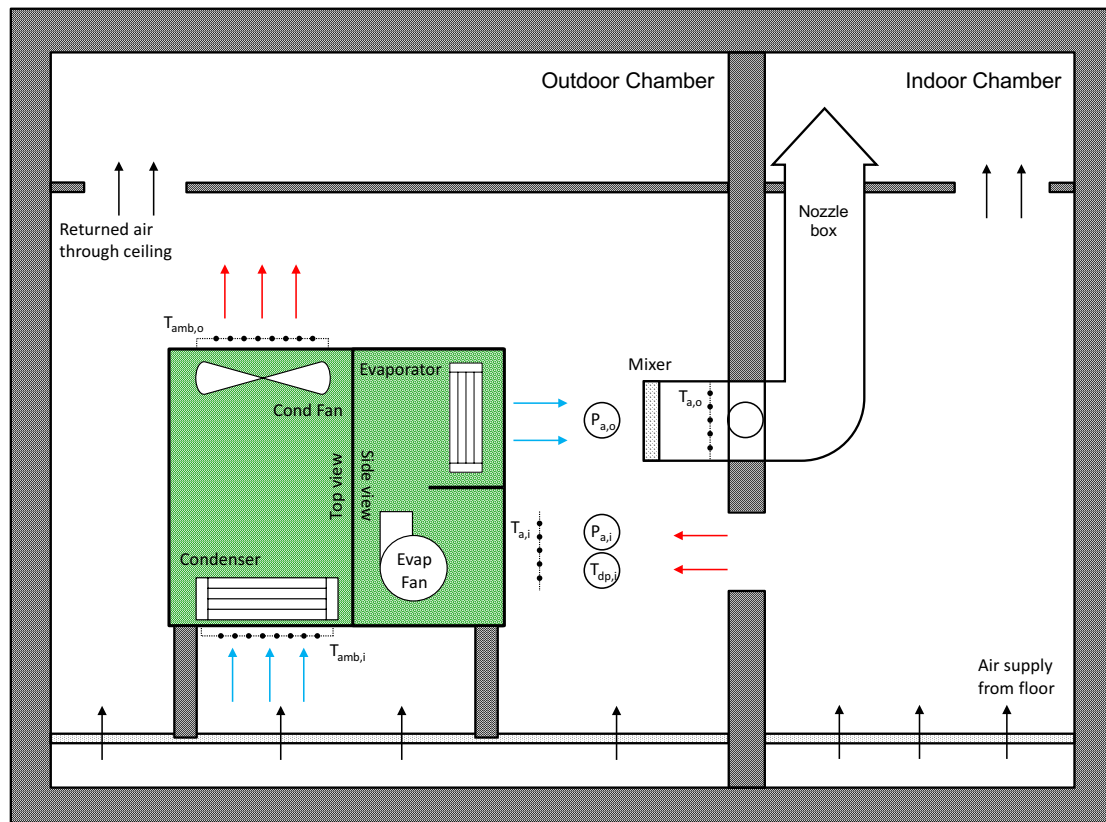 Outdoor Chamber
Indoor Chamber
Returned air
through ceiling
Nozzle
box
T_amb,o
Cond Fan
Evaporator
Mixer
T_a,o
P_a,o
Top view
Side view
T_a,i
P_a,i
T_dp,i
Condenser
Evap
Fan
T_amb,i
Air supply
from floor